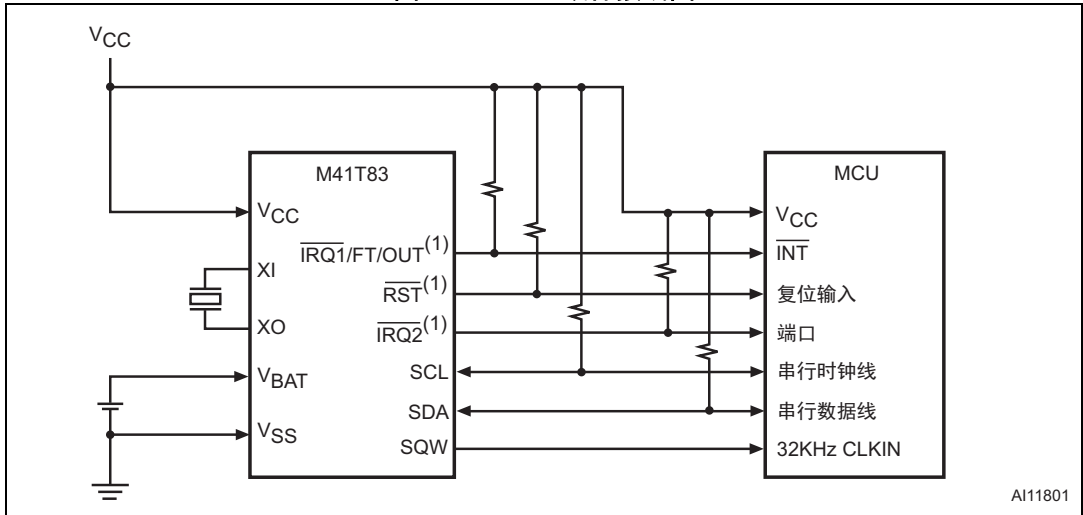 VCC
M41T83
MCU
VCC
VCC
IRQ1/FT/OUT(1)
INT
XI
RST(1)
复位输入
XO
IRQ2(1)
端口
VBAT
SCL
串行时钟线
SDA
串行数据线
VSS
SQW
32KHz CLKIN
AI11801